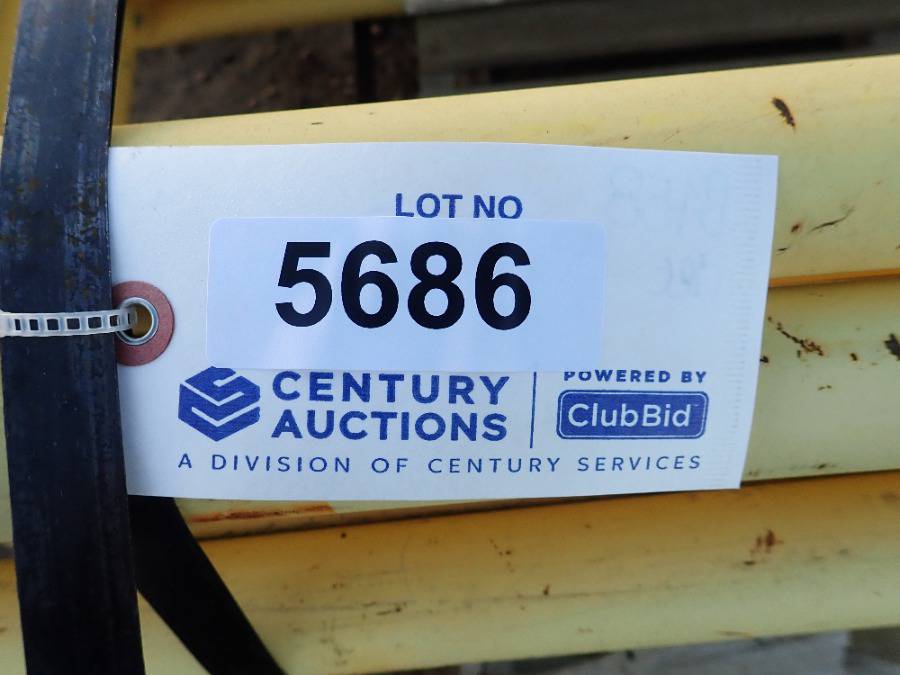 LOT NO
5686
CENTURY
AUCTIONS
POWERED BY
ClubBid
A DIVISION OF CENTURY SERVICES